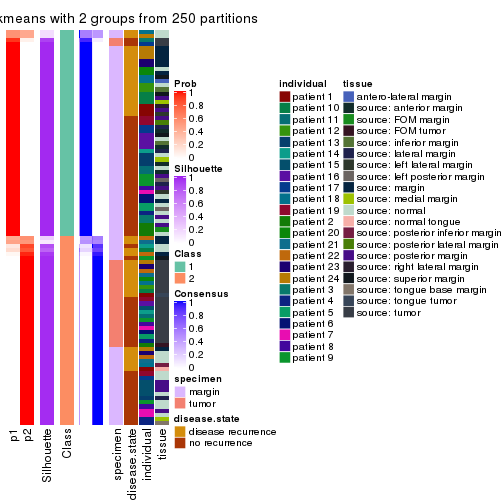 kmeans with 2 groups from 250 partitions
Prob
1
0.8
0.6
0.4
0.2
0
Silhouette
1
0.8
0.6
0.4
0.2
0
Class
1
2
Consensus
1
0.8
0.6
0.4
0.2
0
specimen
margin
tumor
disease.state
disease recurrence
no recurrence
individual
patient 1
patient 10
patient 11
patient 12
patient 13
patient 14
patient 15
patient 16
patient 17
patient 18
patient 19
patient 2
patient 20
patient 21
patient 22
patient 23
patient 24
patient 3
patient 4
patient 5
patient 6
patient 7
patient 8
patient 9
tissue
antero-lateral margin
source: anterior margin
source: FOM margin
source: FOM tumor
source: inferior margin
source: lateral margin
source: left lateral margin
source: left posterior margin
source: margin
source: medial margin
source: normal
source: normal tongue
source: posterior inferior margin
source: posterior lateral margin
source: posterior margin
source: right lateral margin
source: superior margin
source: tongue base margin
source: tongue tumor
source: tumor
p1
p2
Silhouette
Class
specimen
disease.state
individual
tissue